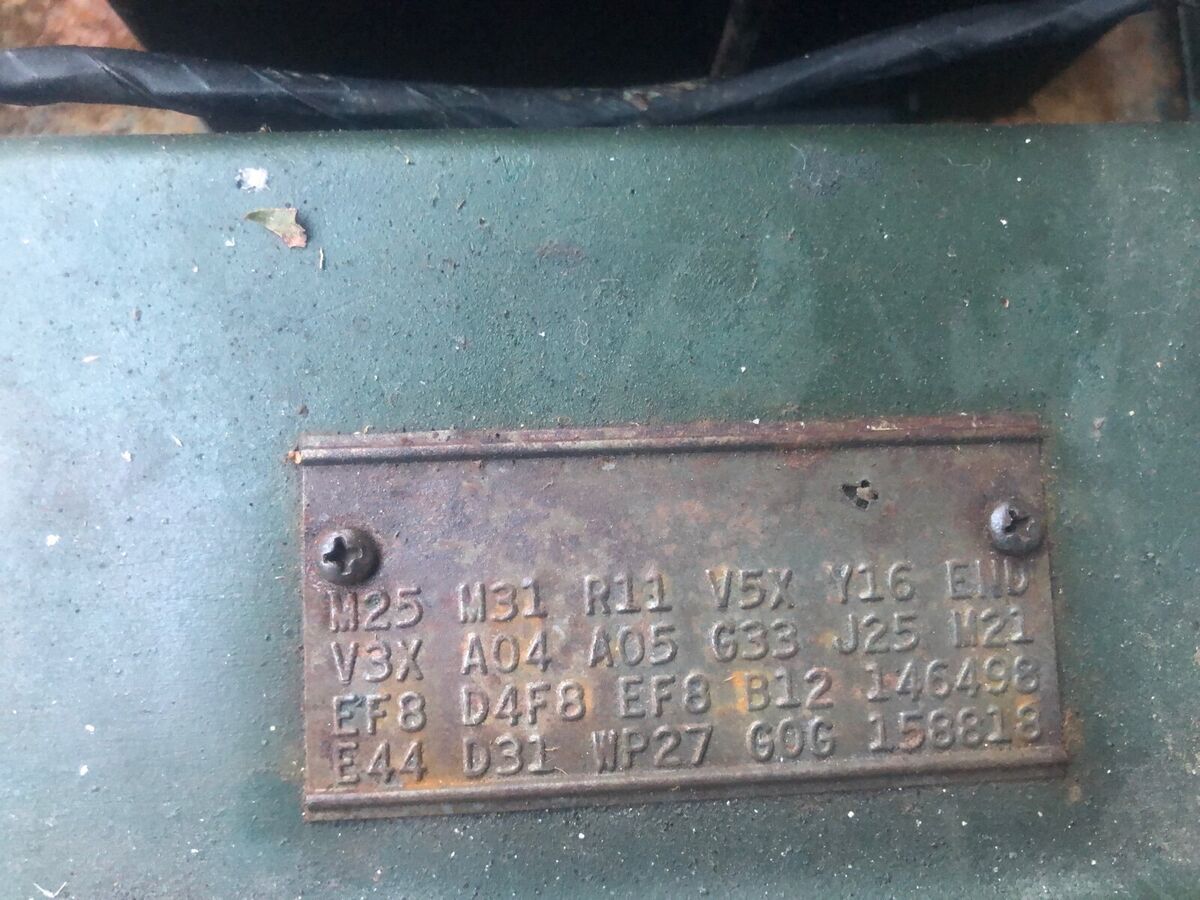 M25 M31 R11 V5X Y16 END
V3X A04 A05 G33 J25 M21
EF8 D4F8 EF8 B12 146498
E44 D31 WP27 G0G 158813